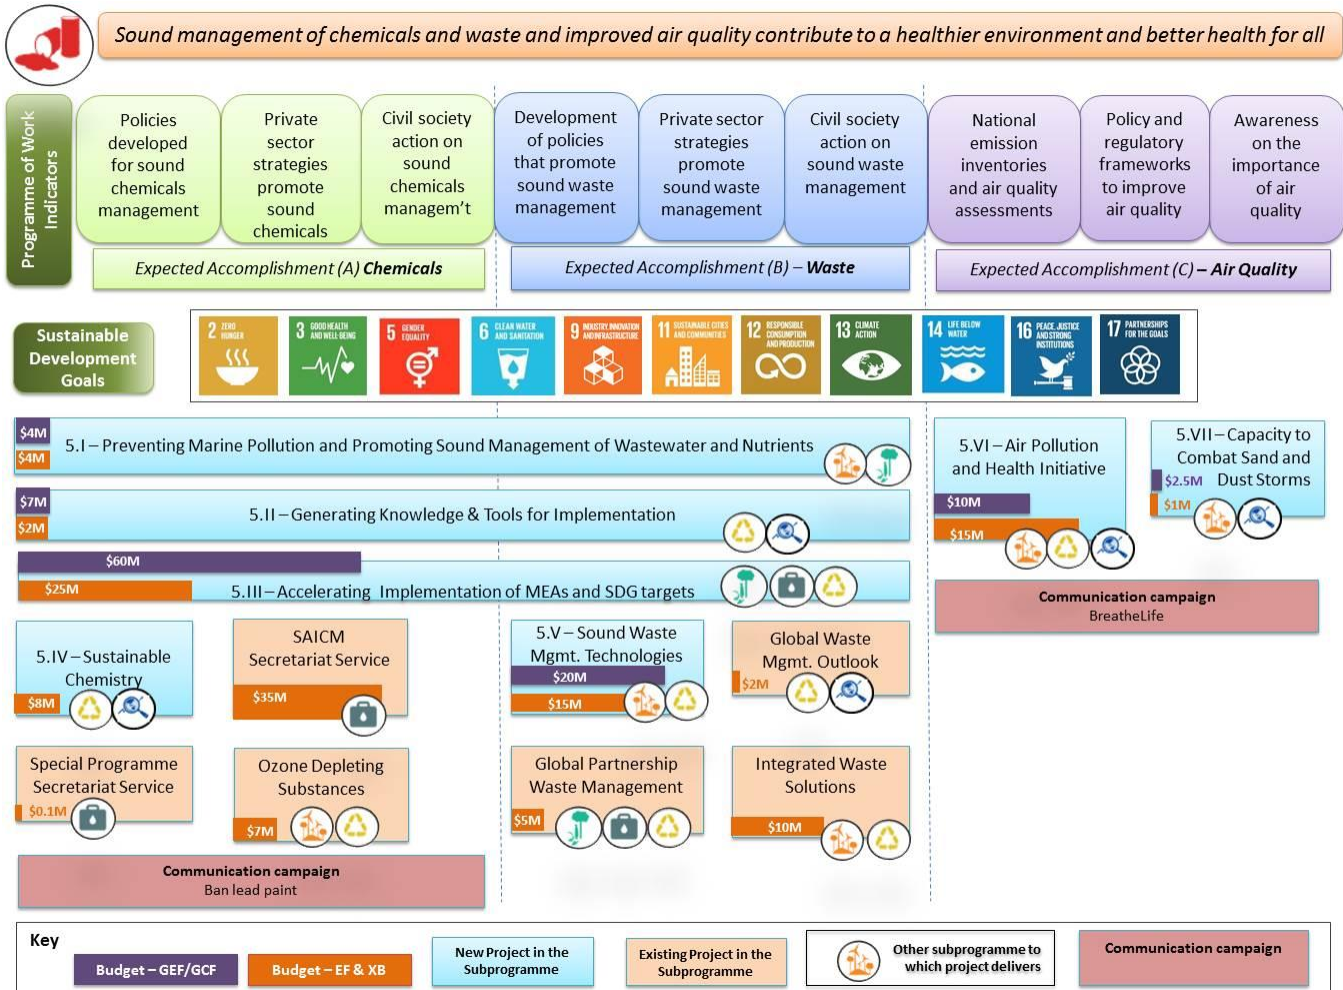 Sound management of chemicals and waste and improved air quality contribute to a healthier environment and better health for all
Programme of Work
Indicators
Policies
developed
for sound
chemicals
management
Private
sector
strategies
promote
sound
chemicals
Civil society
action on
sound
chemicals
managem't
Development
of policies
that promote
sound waste
management
Private sector
strategies
promote
sound waste
management
Civil society
action on
sound waste
management
National
emission
inventories
and air quality
assessments
Policy and
regulatory
frameworks
to improve
air quality
Awareness
on the
importance
of air
quality
Expected Accomplishment (A) Chemicals
Expected Accomplishment (B) – Waste
Expected Accomplishment (C) – Air Quality
Sustainable
Development
Goals
2 ZERO
HUNGER
3 GOOD HEALTH
AND WELL-BEING
5 GENDER
EQUALITY
6 CLEAN WATER
AND SANITATION
9 INDUSTRY, INNOVATION
AND INFRASTRUCTURE
11 SUSTAINABLE CITIES
AND COMMUNITIES
12 RESPONSIBLE
CONSUMPTION
AND PRODUCTION
13 CLIMATE
ACTION
14 LIFE BELOW
WATER
16 PEACE, JUSTICE
AND STRONG
INSTITUTIONS
17 PARTNERSHIPS
FOR THE GOALS
$4M
$4M
5.I – Preventing Marine Pollution and Promoting Sound Management of Wastewater and Nutrients
$7M
$2M
5.II – Generating Knowledge & Tools for Implementation
$60M
$25M
5.III – Accelerating Implementation of MEAs and SDG targets
5.VI – Air Pollution
and Health Initiative
$10M
$15M
5.VII – Capacity to
Combat Sand and
Dust Storms
$2.5M
$1M
Communication campaign
BreatheLife
5.IV – Sustainable
Chemistry
$8M
SAICM
Secretariat Service
$35M
5.V – Sound Waste
Mgmt. Technologies
$20M
$15M
Global Waste
Mgmt. Outlook
$2M
Special Programme
Secretariat Service
$0.1M
Ozone Depleting
Substances
$7M
Global Partnership
Waste Management
$5M
Integrated Waste
Solutions
$10M
Communication campaign
Ban lead paint
Key
Budget – GEF/GCF
Budget – EF & XB
New Project in the
Subprogramme
Existing Project in the
Subprogramme
Other subprogramme to
which project delivers
Communication campaign